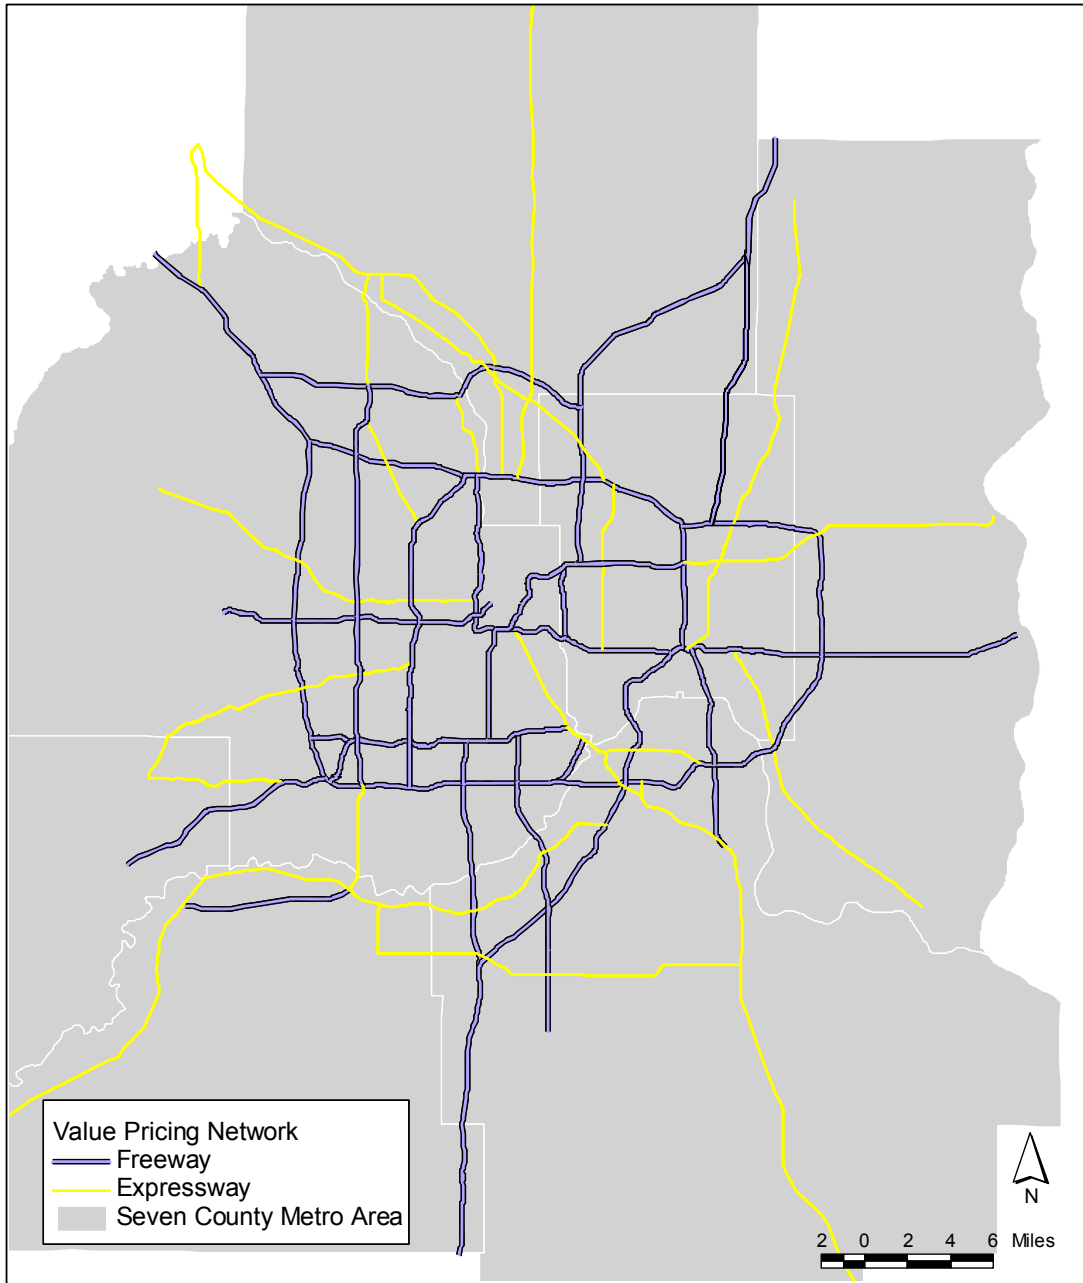 Value Pricing Network
Freeway
Expressway
Seven County Metro Area
N
2 0 2 4 6 Miles